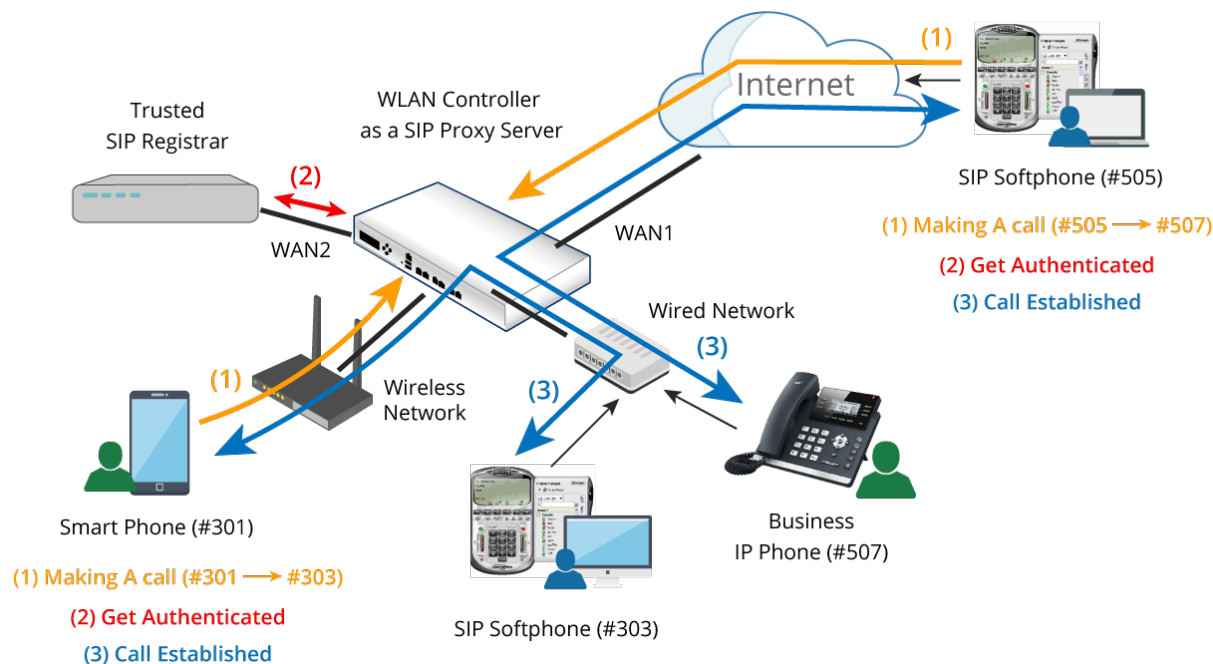 (1)
Internet
WLAN Controller
as a SIP Proxy Server
Trusted
SIP Registrar
(2)
SIP Softphone (#505)
(1) Making A call (#505 → #507)
(2) Get Authenticated
(3) Call Established
WAN2
WAN1
Wired Network
(3)
(1)
Wireless
Network
(3)
Smart Phone (#301)
(1) Making A call (#301 → #303)
(2) Get Authenticated
(3) Call Established
Business
IP Phone (#507)
SIP Softphone (#303)